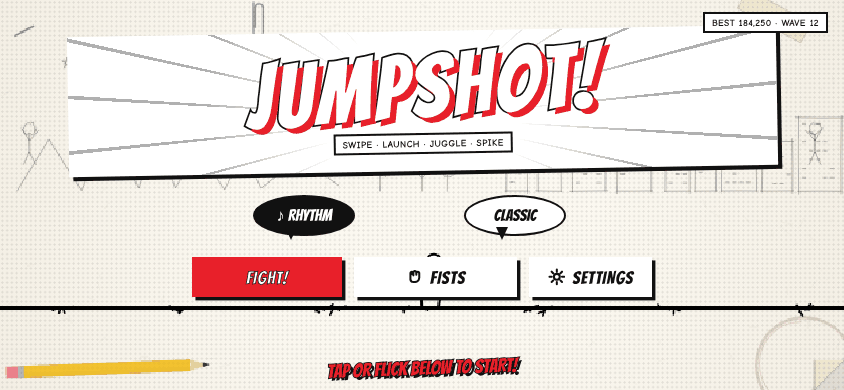 BEST 184,250 · WAVE 12
JUMPSHOT!
SWIPE · LAUNCH · JUGGLE · SPIKE
♪ RHYTHM
CLASSIC
FIGHT!
FISTS
SETTINGS
TAP OR FLICK BELOW TO START!